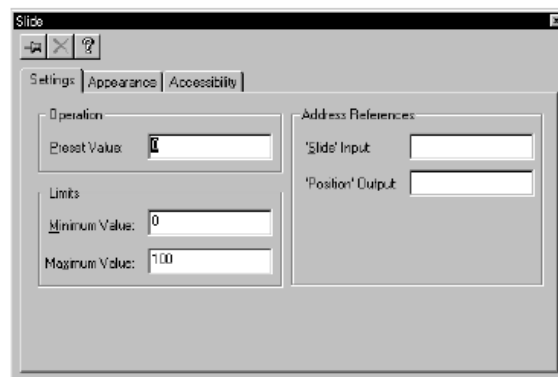 Slide
Settings Appearance Accessibility
Operation
Preset Value: 0
Limits
Minimum Value: 0
Maximum Value: 100
Address References
'Slide' Input
'Position' Output